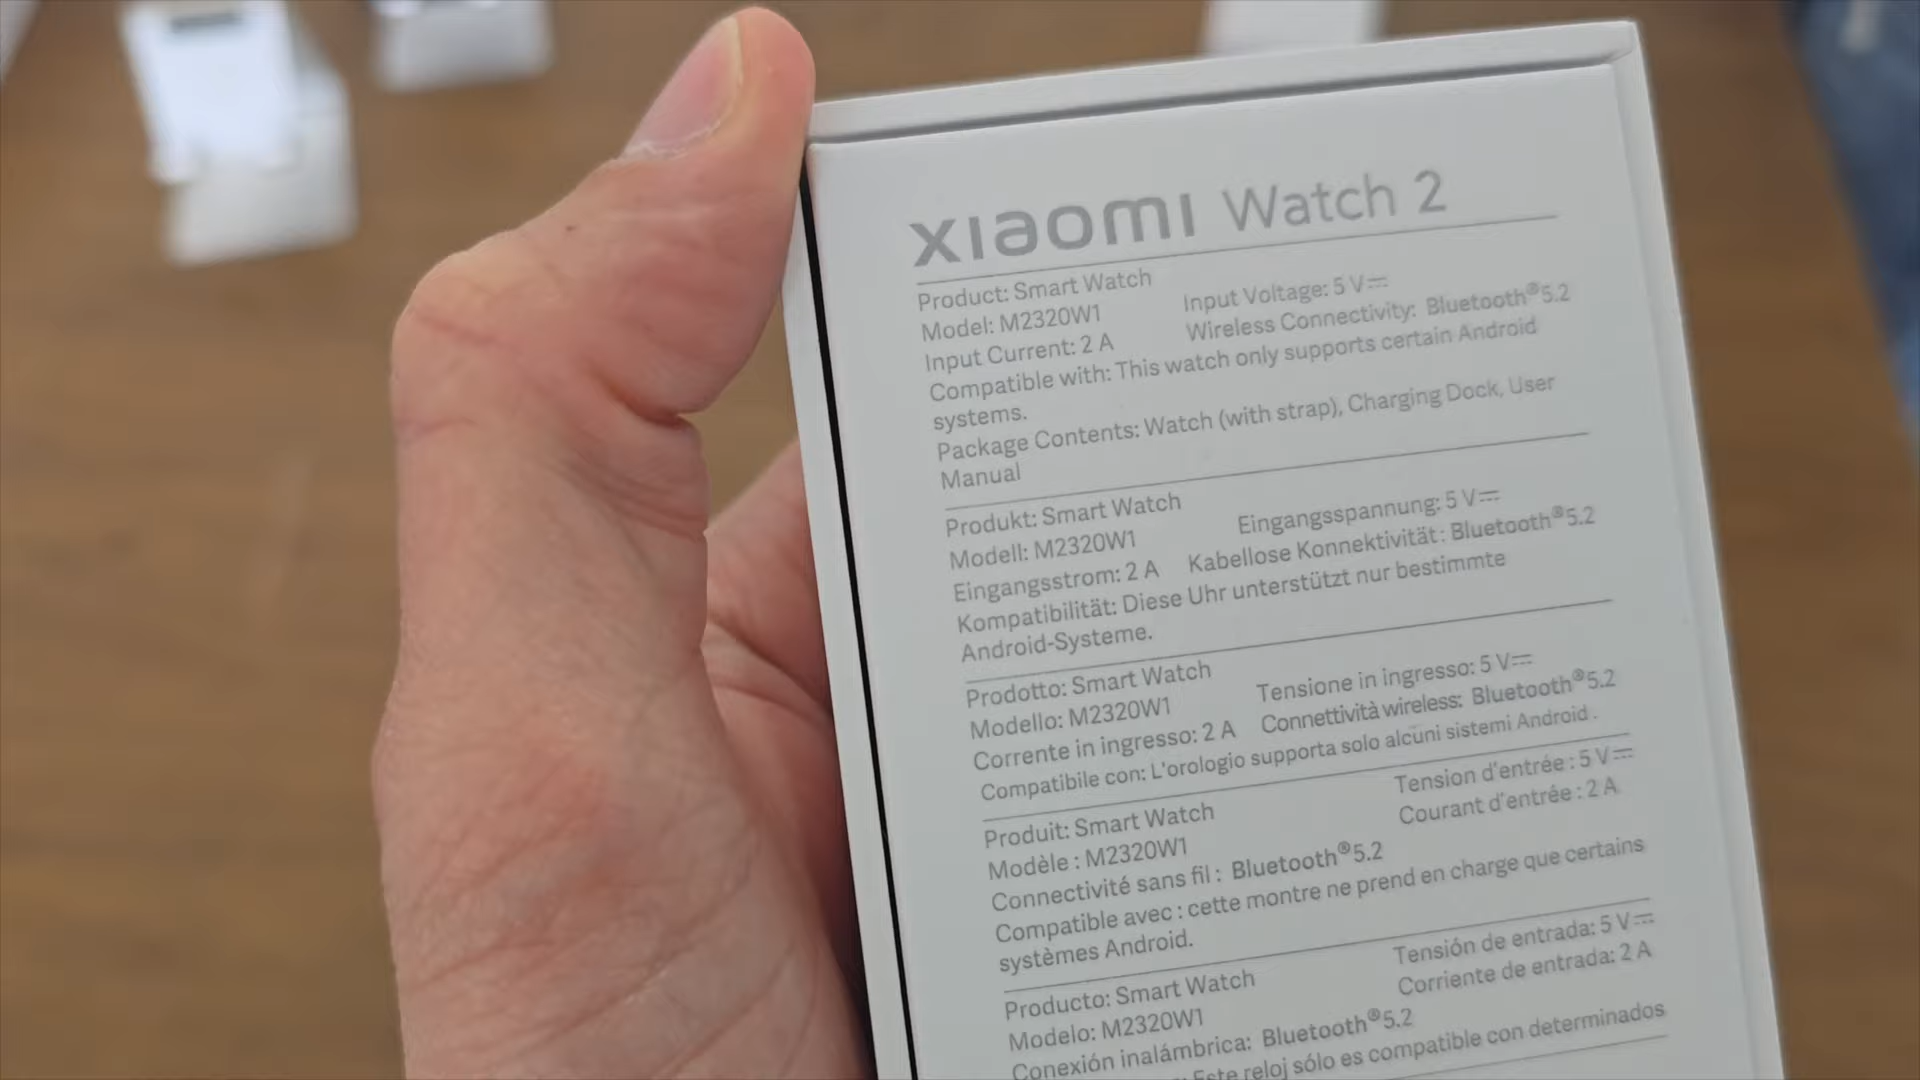 xıaomı Watch 2
Product: Smart Watch
Model: M2320W1 Input Voltage: 5 V⎓
Input Current: 2 A Wireless Connectivity: Bluetooth®5.2
Compatible with: This watch only supports certain Android
systems.
Package Contents: Watch (with strap), Charging Dock, User
Manual
Produkt: Smart Watch
Modell: M2320W1 Eingangsspannung: 5 V⎓
Eingangsstrom: 2 A Kabellose Konnektivität: Bluetooth®5.2
Kompatibilität: Diese Uhr unterstützt nur bestimmte
Android-Systeme.
Prodotto: Smart Watch
Modello: M2320W1 Tensione in ingresso: 5 V⎓
Corrente in ingresso: 2 A Connettività wireless: Bluetooth®5.2
Compatibile con: L'orologio supporta solo alcuni sistemi Android.
Produit: Smart Watch Tension d'entrée : 5 V⎓
Modèle : M2320W1 Courant d'entrée : 2 A
Connectivité sans fil : Bluetooth®5.2
Compatible avec : cette montre ne prend en charge que certains
systèmes Android.
Producto: Smart Watch Tensión de entrada: 5 V⎓
Modelo: M2320W1 Corriente de entrada: 2 A
Conexión inalámbrica: Bluetooth®5.2
Este reloj sólo es compatible con determinados